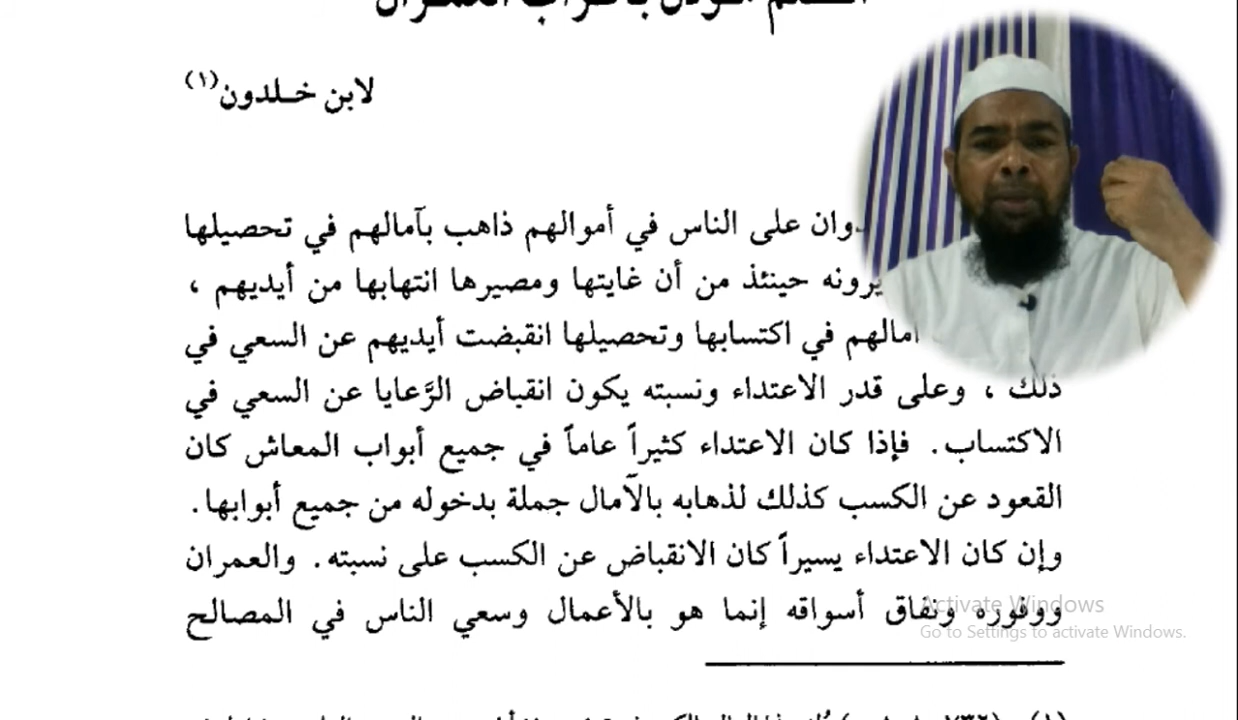 لابن خلدون(١)
على الناس في أموالهم ذاهب بآمالهم في تحصيلها
يرونه حينئذ من أن غايتها ومصيرها انتهابها من أيديهم ،
في اكتسابها وتحصيلها انقبضت أيديهم عن السعي في
ذلك ، وعلى قدر الاعتداء ونسبته يكون انقباض الرَّعايا عن السعي في
الاكتساب. فإذا كان الاعتداء كثيراً عاماً في جميع أبواب المعاش كان
القعود عن الكسب كذلك لذهابه بالآمال جملة بدخوله من جميع أبوابها.
وإن كان الاعتداء يسيراً كان الانقباض عن الكسب على نسبته. والعمران
ووفوره ونفاق أسواقه إنما هو بالأعمال وسعي الناس في المصالح
Activate Windows
Go to Settings to activate Windows.